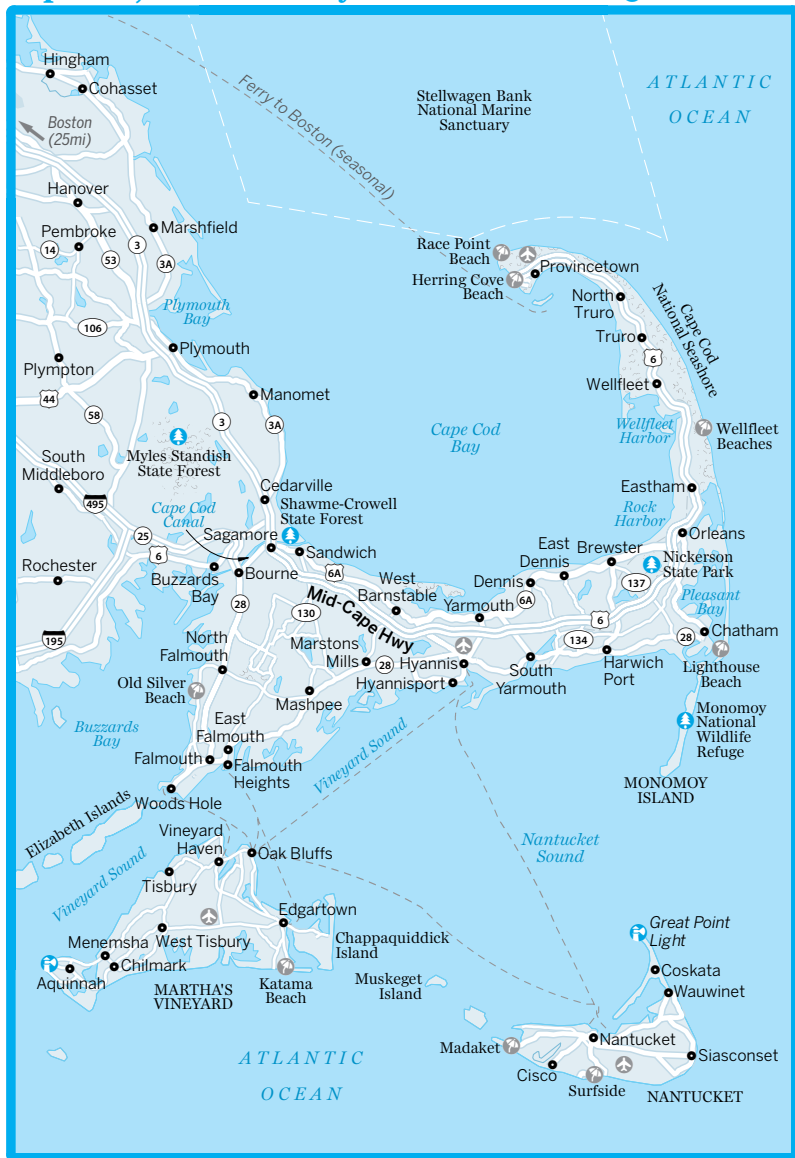 Hingham
Cohasset
Boston
(25mi)
Ferry to Boston (seasonal)
Stellwagen Bank
National Marine
Sanctuary
ATLANTIC
OCEAN
Hanover
Pembroke
14
53
3
3A
Marshfield
Race Point
Beach
Herring Cove
Beach
Provincetown
North
Truro
Cape Cod
National Seashore
Truro
6
Wellfleet
Plymouth
Bay
106
Plymouth
Plympton
44
58
Manomet
3
3A
Myles Standish
State Forest
Cape Cod
Bay
Wellfleet
Harbor
Wellfleet
Beaches
South
Middleboro
495
Cedarville
Shawme-Crowell
State Forest
Cape Cod
Canal
Eastham
Rock
Harbor
Orleans
25
6
Sagamore
Sandwich
6A
East
Dennis
Brewster
Nickerson
State Park
137
Rochester
Buzzards
Bay
Bourne
28
130
Mid-Cape Hwy
West
Barnstable
Dennis
6A
Yarmouth
6
Pleasant
Bay
195
North
Falmouth
Marstons
Mills
28
Hyannis
134
28
Chatham
Old Silver
Beach
Mashpee
Hyannisport
South
Yarmouth
Harwich
Port
Lighthouse
Beach
Buzzards
Bay
East
Falmouth
Falmouth
Falmouth
Heights
Vineyard Sound
Monomoy
National
Wildlife
Refuge
MONOMOY
ISLAND
Woods Hole
Elizabeth Islands
Nantucket
Sound
Vineyard
Haven
Oak Bluffs
Vineyard Sound
Tisbury
Edgartown
Menemsha
West Tisbury
Chappaquiddick
Island
Great Point
Light
Aquinnah
Chilmark
MARTHA'S
VINEYARD
Katama
Beach
Muskeget
Island
Coskata
Wauwinet
Madaket
Nantucket
Siasconset
Cisco
Surfside
NANTUCKET
ATLANTIC
OCEAN